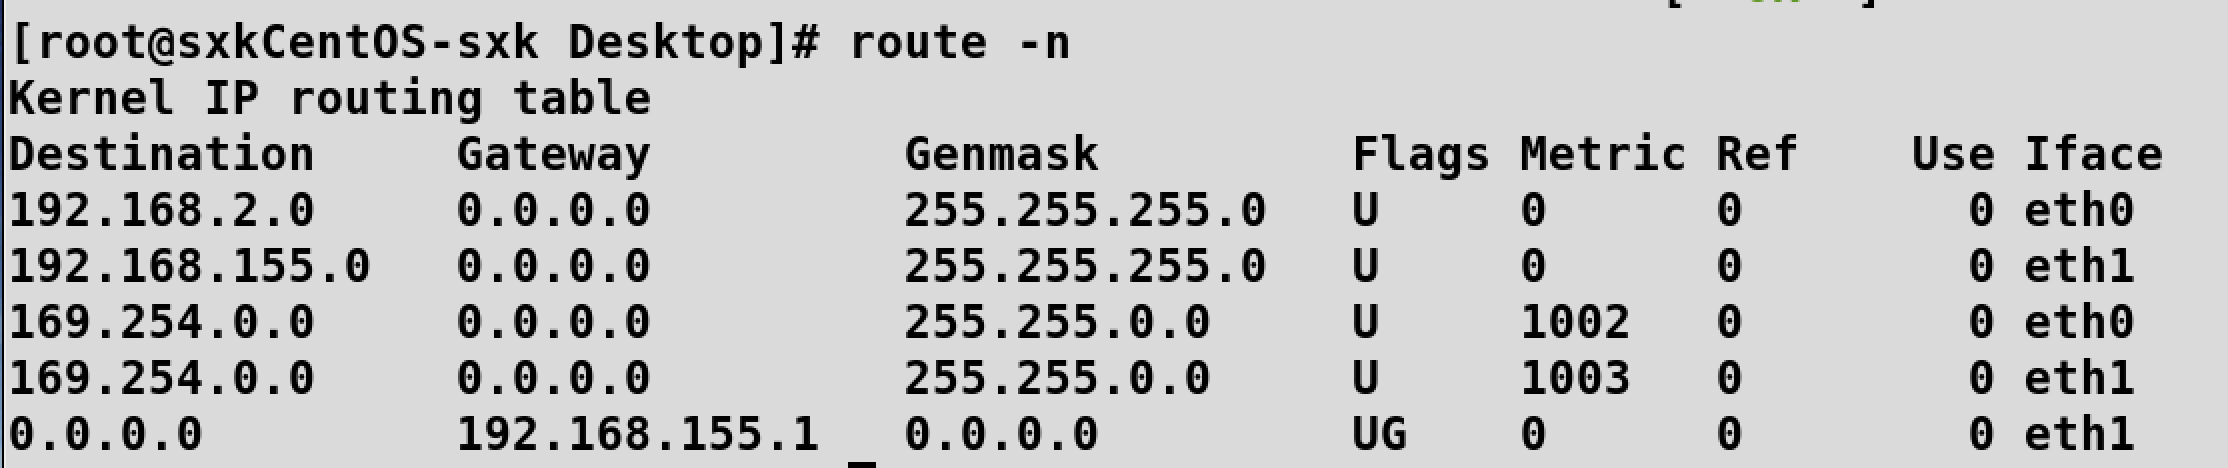 [root@sxkCentOS-sxk Desktop]# route -n
Kernel IP routing table
Destination     Gateway         Genmask         Flags Metric Ref    Use Iface
192.168.2.0     0.0.0.0         255.255.255.0   U     0      0        0 eth0
192.168.155.0   0.0.0.0         255.255.255.0   U     0      0        0 eth1
169.254.0.0     0.0.0.0         255.255.0.0     U     1002   0        0 eth0
169.254.0.0     0.0.0.0         255.255.0.0     U     1003   0        0 eth1
0.0.0.0         192.168.155.1   0.0.0.0         UG    0      0        0 eth1